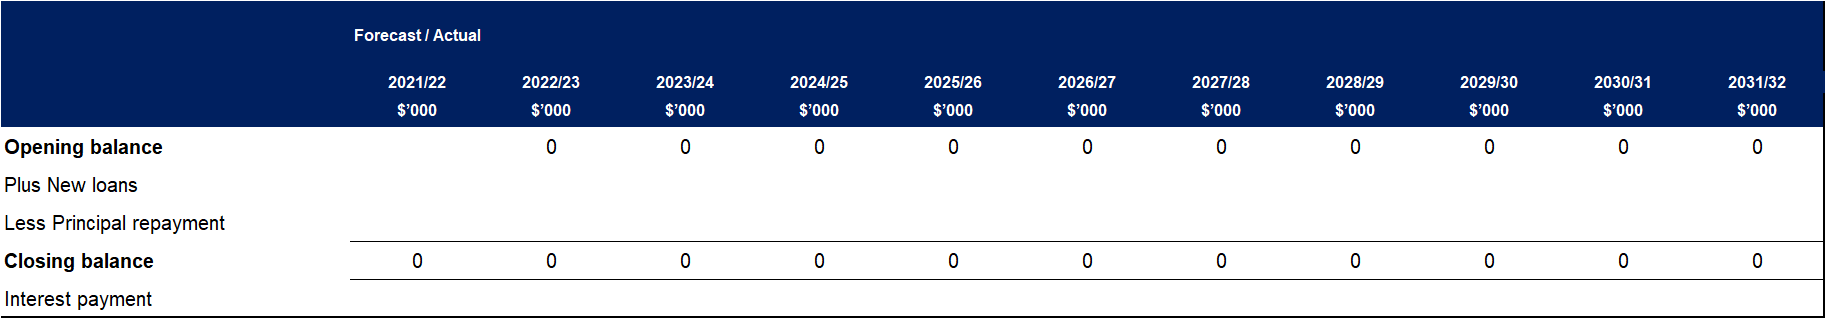 Forecast / Actual
2021/22 2022/23 2023/24 2024/25 2025/26 2026/27 2027/28 2028/29 2029/30 2030/31 2031/32
$’000 $’000 $’000 $’000 $’000 $’000 $’000 $’000 $’000 $’000 $’000
Opening balance 0 0 0 0 0 0 0 0 0 0
Plus New loans
Less Principal repayment
Closing balance 0 0 0 0 0 0 0 0 0 0 0
Interest payment